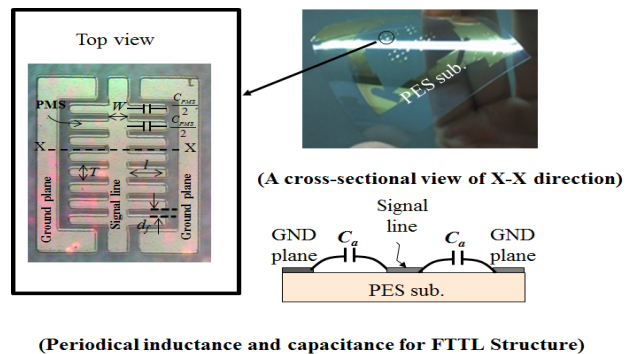 Top view
PMS
W
C_PMS
2
C_PMS
2
X
X
T
l
Ground plane
Signal line
Ground plane
d_f
PES sub.
(A cross-sectional view of X-X direction)
Signal
line
GND
plane
C_a
C_a
GND
plane
PES sub.
(Periodical inductance and capacitance for FTTL Structure)